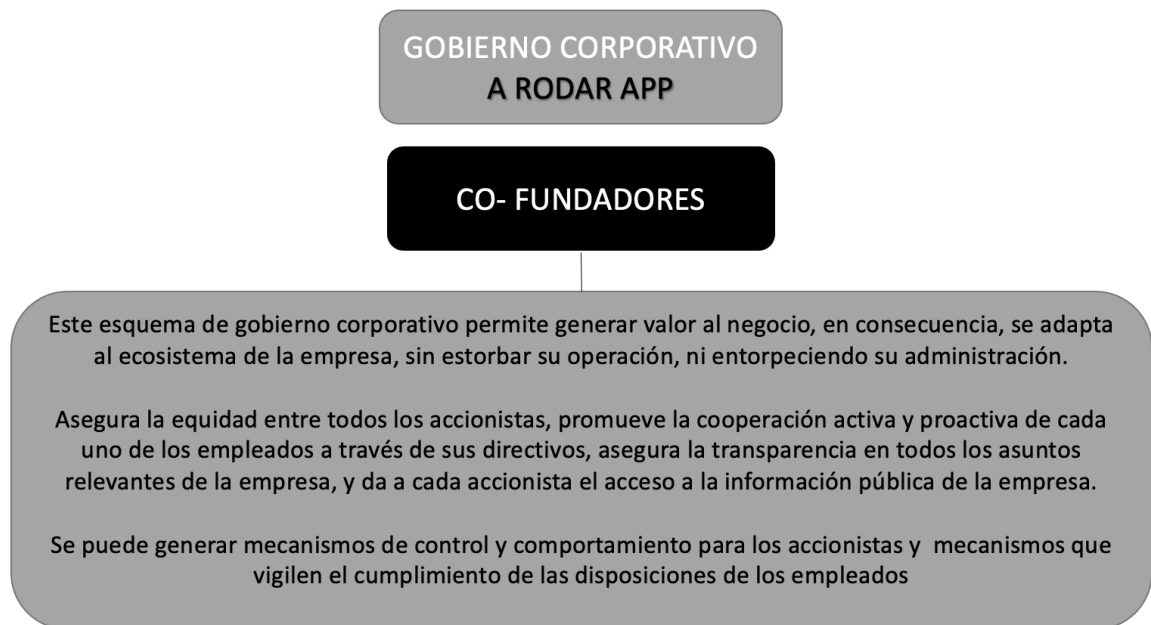 GOBIERNO CORPORATIVO
A RODAR APP
CO- FUNDADORES
Este esquema de gobierno corporativo permite generar valor al negocio, en consecuencia, se adapta
al ecosistema de la empresa, sin estorbar su operación, ni entorpeciendo su administración.
Asegura la equidad entre todos los accionistas, promueve la cooperación activa y proactiva de cada
uno de los empleados a través de sus directivos, asegura la transparencia en todos los asuntos
relevantes de la empresa, y da a cada accionista el acceso a la información pública de la empresa.
Se puede generar mecanismos de control y comportamiento para los accionistas y  mecanismos que
vigilen el cumplimiento de las disposiciones de los empleados